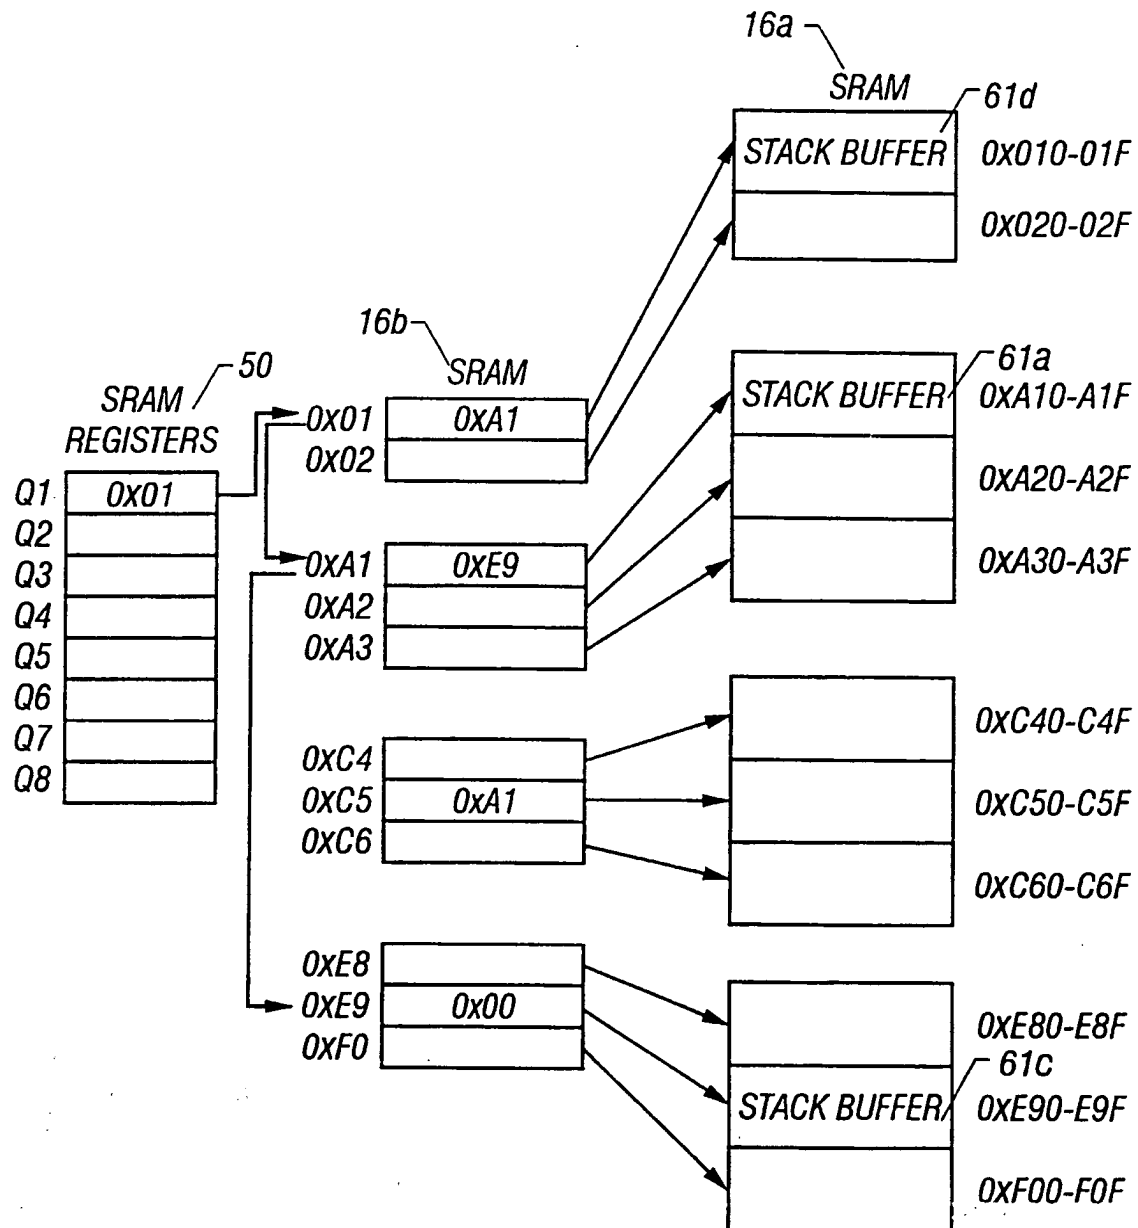 16a
SRAM
61d
STACK BUFFER
0X010-01F
0X020-02F
16b
SRAM
61a
STACK BUFFER
0XA10-A1F
0XA20-A2F
0XA30-A3F
50
SRAM
REGISTERS
Q1 0X01
Q2
Q3
Q4
Q5
Q6
Q7
Q8
0X01 0XA1
0X02
0XA1 0XE9
0XA2
0XA3
0XC4
0XC5 0XA1
0XC6
0XC40-C4F
0XC50-C5F
0XC60-C6F
0XE8
0XE9 0X00
0XF0
0XE80-E8F
61c
STACK BUFFER
0XE90-E9F
0XF00-F0F